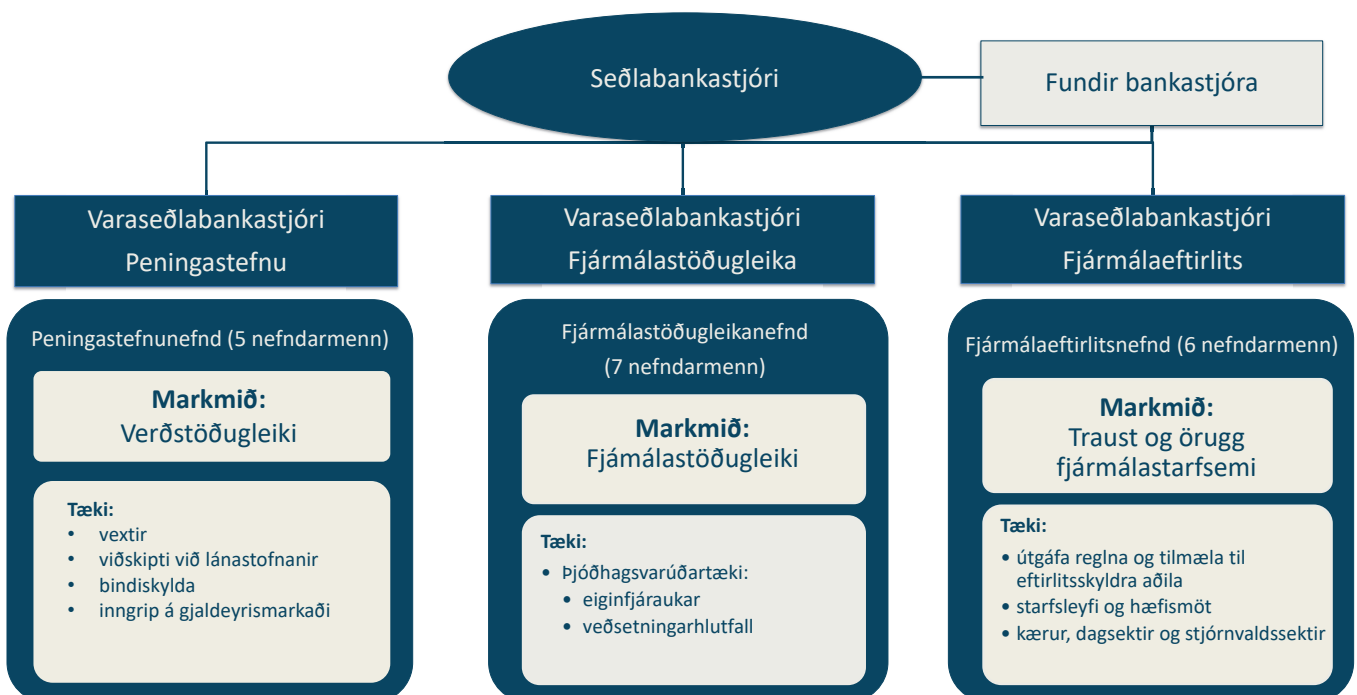 Seðlabankastjóri
Fundir bankastjóra
Varaseðlabankastjóri
Peningastefnu
Varaseðlabankastjóri
Fjármálastöðugleika
Varaseðlabankastjóri
Fjármálaeftirlits
Peningastefnunefnd (5 nefndarmenn)
Markmið:
Verðstöðugleiki
Tæki:
• vextir
• viðskipti við lánastofnanir
• bindiskylda
• inngrip á gjaldeyrismarkaði
Fjármálastöðugleikanefnd
(7 nefndarmenn)
Markmið:
Fjámálastöðugleiki
Tæki:
• Þjóðhagsvarúðartæki:
• eiginfjáraukar
• veðsetningarhlutfall
Fjármálaeftirlitsnefnd (6 nefndarmenn)
Markmið:
Traust og örugg
fjármálastarfsemi
Tæki:
• útgáfa reglna og tilmæla til
eftirlitsskyldra aðila
• starfsleyfi og hæfismöt
• kærur, dagsektir og stjórnvaldssektir